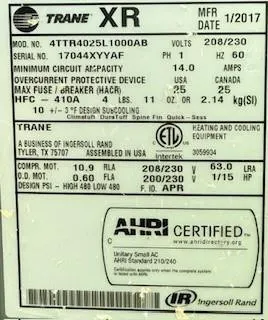 TRANE XR MFR DATE 1/2017
MOD. NO. 4TTR4025L1000AB VOLTS 208/230
SERIAL NO. 17044XYYAF PH 1 HZ 60
MINIMUM CIRCUIT AMPACITY 14.0 AMPS
OVERCURRENT PROTECTIVE DEVICE USA CANADA
MAX FUSE / BREAKER (HACR) 25 25
HFC - 410A 4 LBS. 11 OZ. OR 2.14 kg(SI)
10 +/- 3 °F DESIGN SUBCOOLING
Climatuff DuraTuff Spine Fin Quick-Sess
TRANE
HEATING AND COOLING
EQUIPMENT
A BUSINESS OF INGERSOLL RAND
TYLER, TX 75707 ASSEMBLED IN USA Intertek 3059934
COMPR. MOT. 10.9 RLA 208/230 V 63.0 LRA
O.D. MOT. 0.60 FLA 200/230 V 1/15 HP
DESIGN PSI - HIGH 480 LOW 480 F. ID. APR
AHRI CERTIFIED™
www.ahridirectory.org
Unitary Small AC
AHRI Standard 210/240
IR Ingersoll Rand